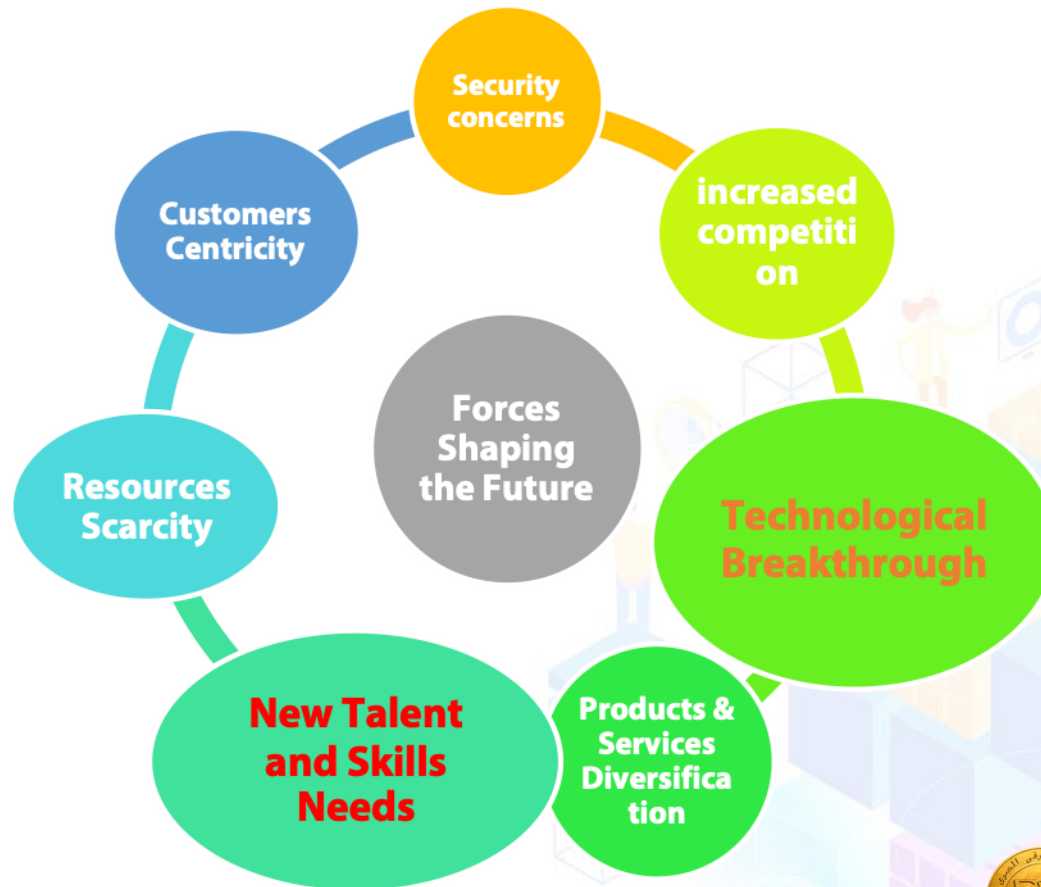 Security
concerns
increased
competiti
on
Customers
Centricity
Forces
Shaping
the Future
Resources
Scarcity
Technological
Breakthrough
New Talent
and Skills
Needs
Products &
Services
Diversifica
tion